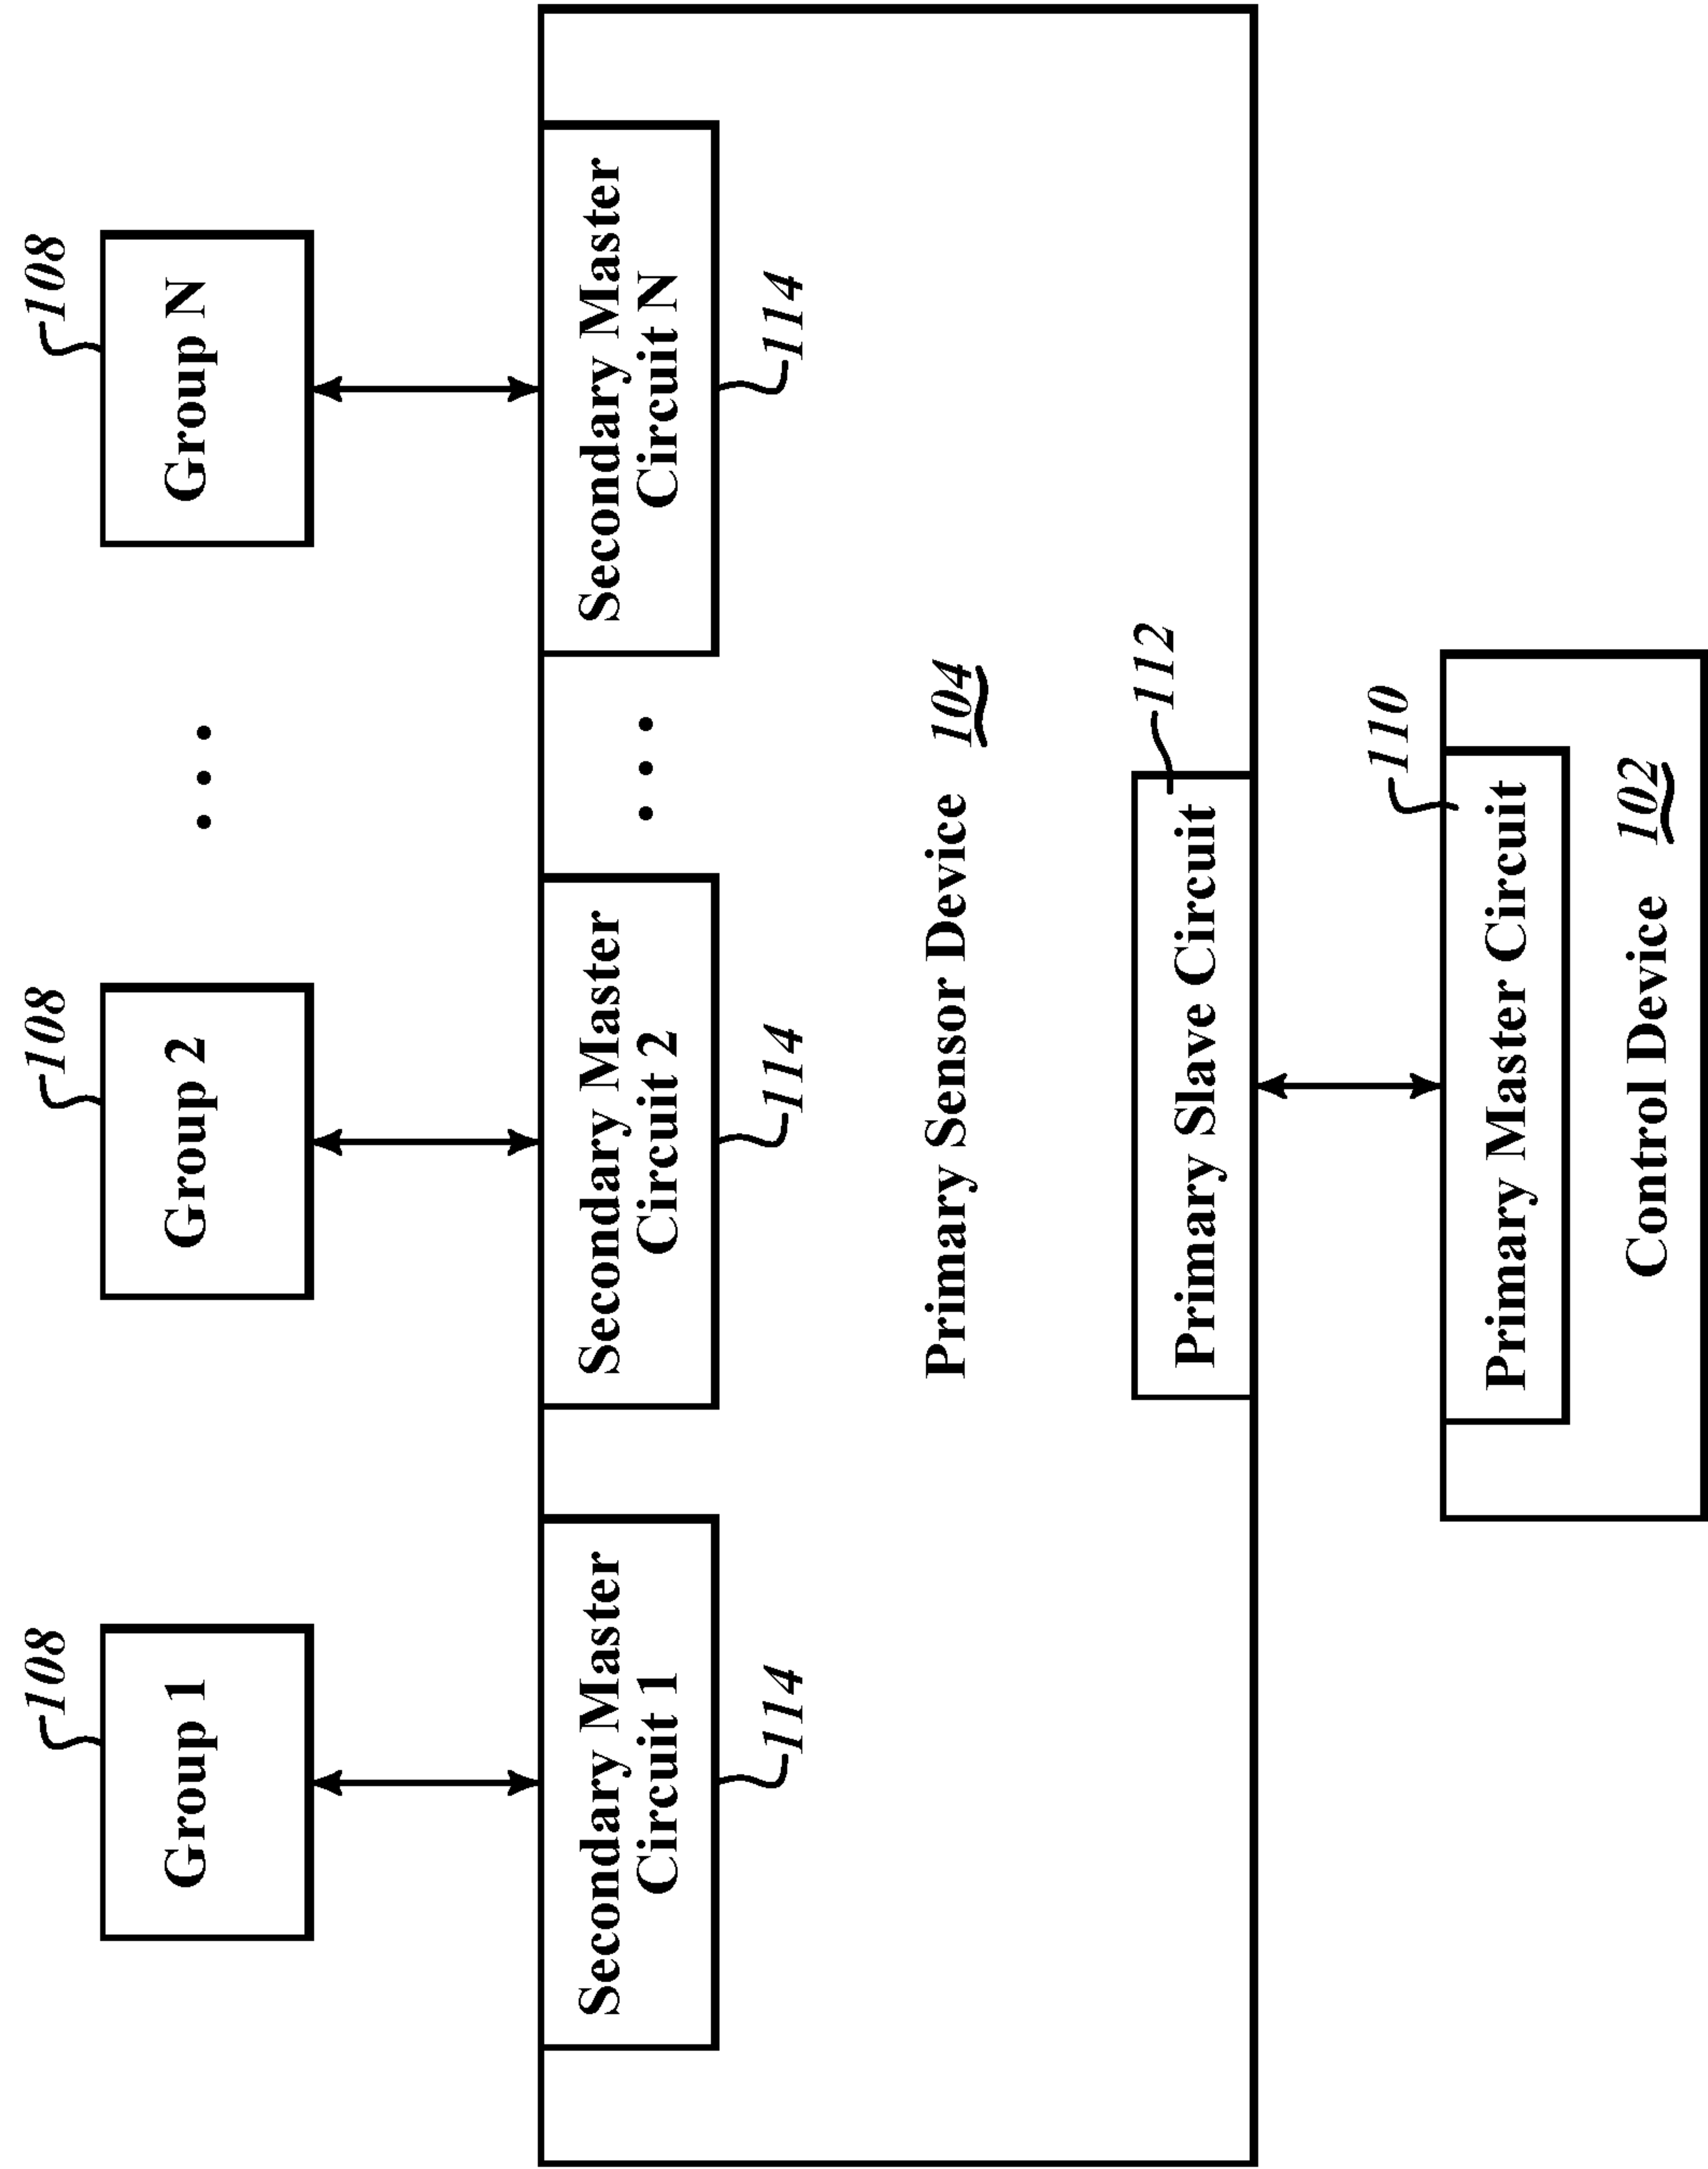 108
108
108
Group 1
Group 2
Group N
Secondary Master
Circuit 1
Secondary Master
Circuit 2
Secondary Master
Circuit N
114
114
114
Primary Sensor Device 104
112
Primary Slave Circuit
110
Primary Master Circuit
Control Device 102